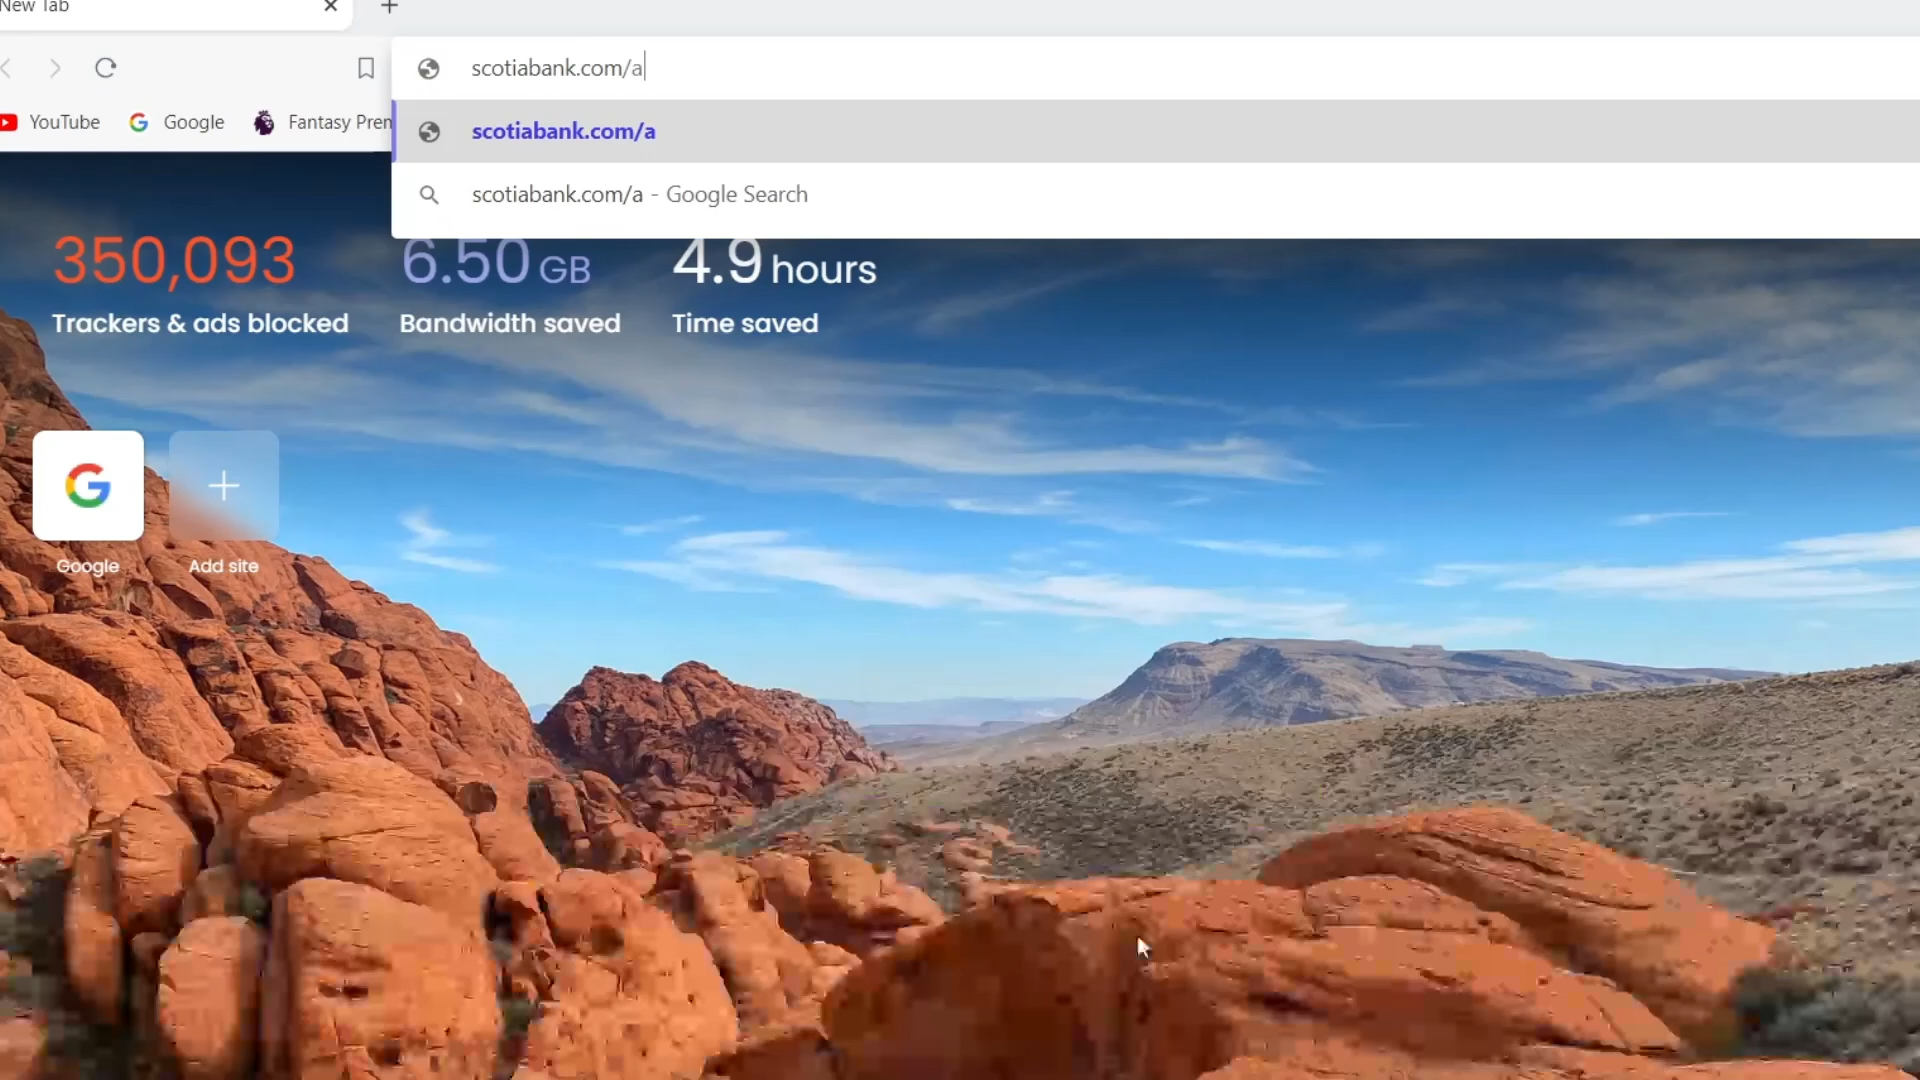 New Tab
scotiabank.com/a
YouTube
Google
Fantasy Pren
scotiabank.com/a
scotiabank.com/a - Google Search
350,093
6.50 GB
4.9 hours
Trackers & ads blocked
Bandwidth saved
Time saved
Google
Add site